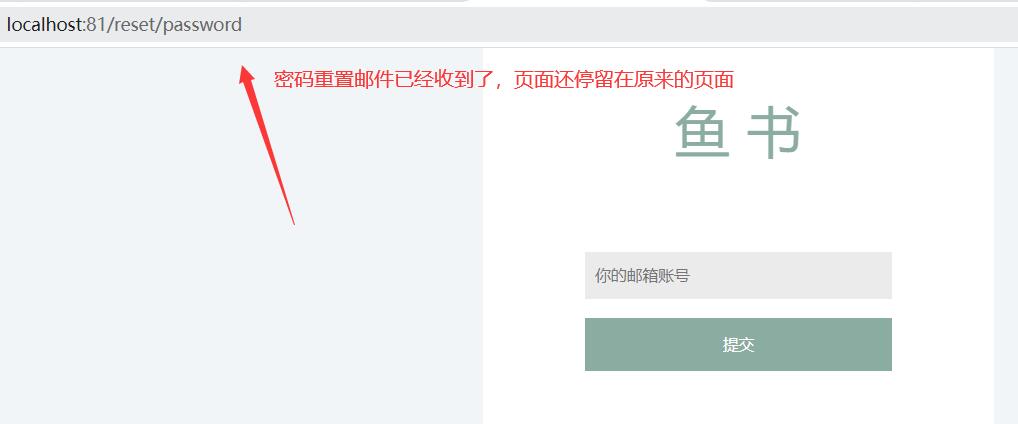 localhost:81/reset/password
密码重置邮件已经收到了，页面还停留在原来的页面
鱼书
你的邮箱账号
提交